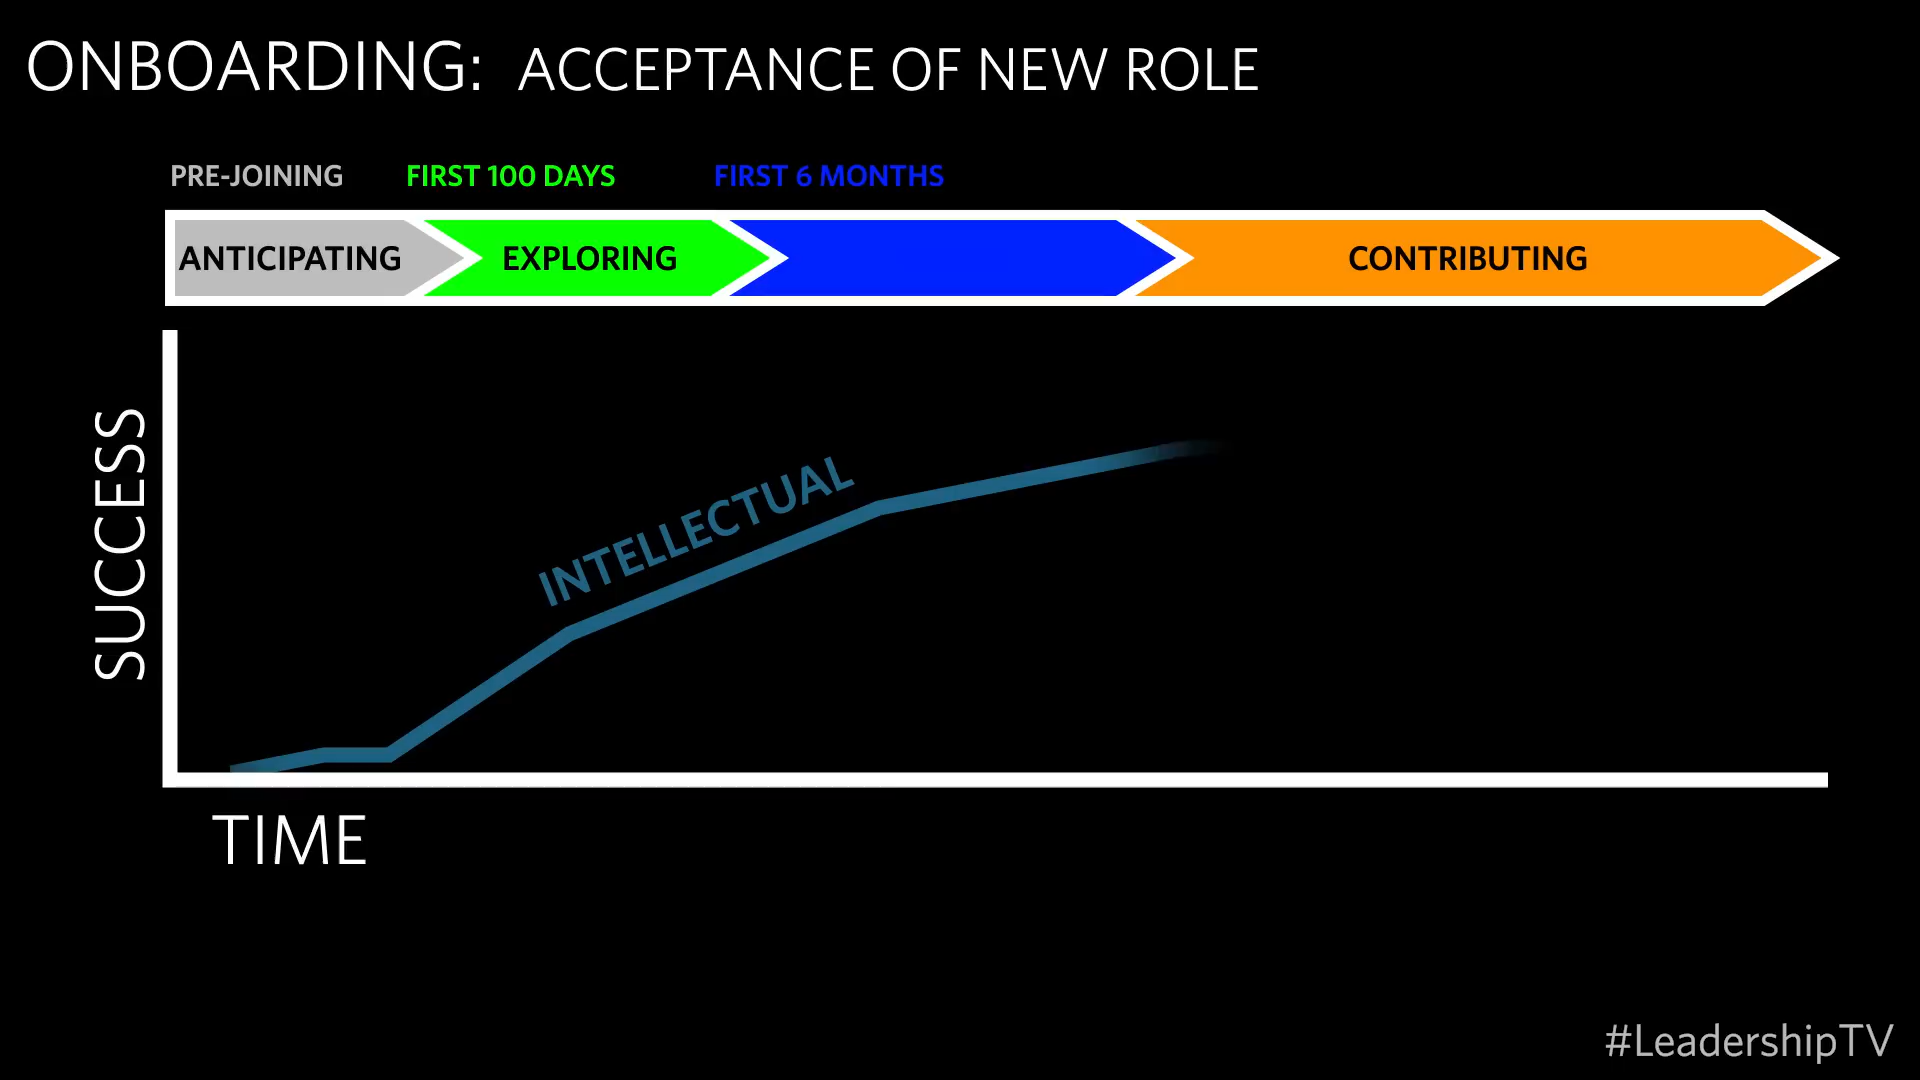 ONBOARDING: ACCEPTANCE OF NEW ROLE
PRE-JOINING FIRST 100 DAYS FIRST 6 MONTHS
ANTICIPATING EXPLORING CONTRIBUTING
SUCCESS
INTELLECTUAL
TIME
#LeadershipTV